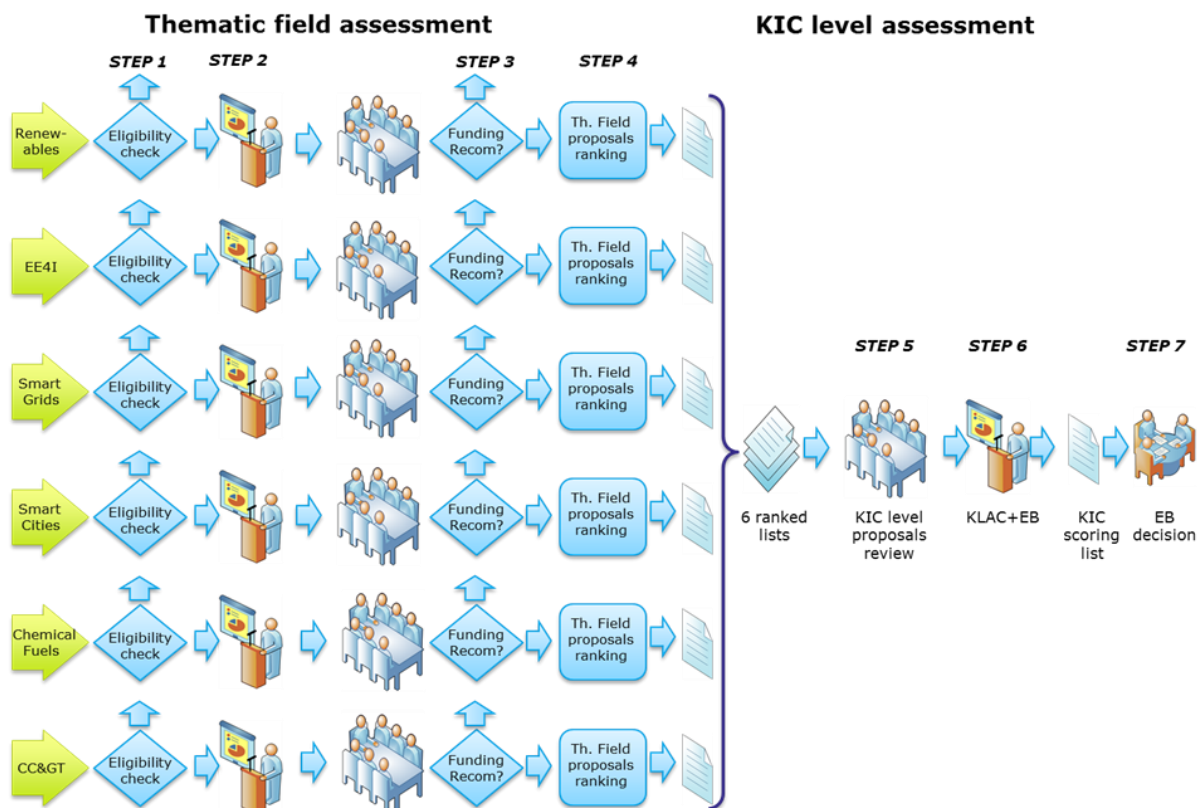 Thematic field assessment
KIC level assessment
STEP 1
STEP 2
STEP 3
STEP 4
Renew-
ables
Eligibility
check
Funding
Recom?
Th. Field
proposals
ranking
EE4I
Eligibility
check
Funding
Recom?
Th. Field
proposals
ranking
Smart
Grids
Eligibility
check
Funding
Recom?
Th. Field
proposals
ranking
Smart
Cities
Eligibility
check
Funding
Recom?
Th. Field
proposals
ranking
Chemical
Fuels
Eligibility
check
Funding
Recom?
Th. Field
proposals
ranking
CC&GT
Eligibility
check
Funding
Recom?
Th. Field
proposals
ranking
STEP 5
STEP 6
STEP 7
6 ranked
lists
KIC level
proposals
review
KLAC+EB
KIC
scoring
list
EB
decision